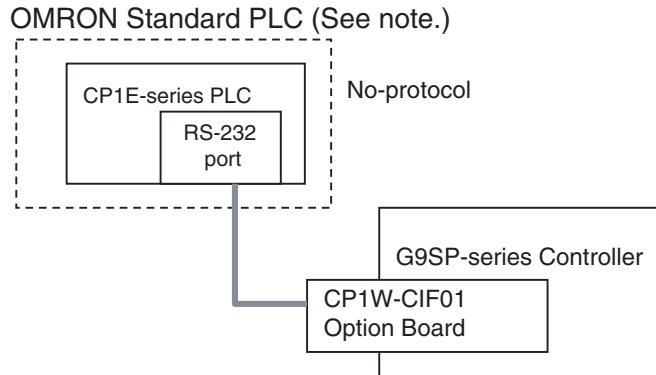 OMRON Standard PLC (See note.)
CP1E-series PLC
No-protocol
RS-232
port
G9SP-series Controller
CP1W-CIF01
Option Board